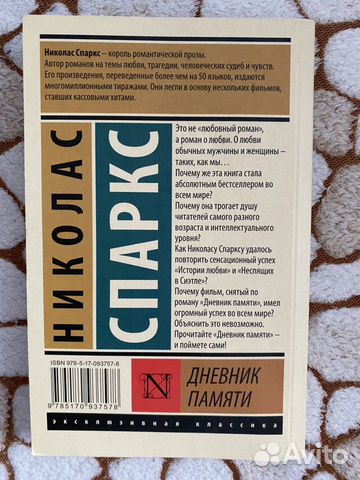 Николас Спаркс – король романтической прозы.
Автор романов на темы любви, трагедии, человеческих судеб и чувств.
Его произведения, переведенные более чем на 50 языков, издаются
многомиллионными тиражами. Они легли в основу нескольких фильмов,
ставших кассовыми хитами.
НИКОЛАС
СПАРКС
Это не «любовный роман»,
а роман о любви. О любви
обычных мужчины и женщины –
таких, как мы…
Почему же эта книга стала
абсолютным бестселлером во
всем мире?
Почему она трогает душу
читателей самого разного
возраста и интеллектуального
уровня?
Как Николасу Спарксу удалось
повторить сенсационный успех
«Истории любви» и «Неспящих
в Сиэтле»?
Почему фильм, снятый по
роману «Дневник памяти», имел
огромный успех во всем мире?
Объяснить это невозможно.
Прочитайте «Дневник памяти» –
и поймете сами!
ISBN 978-5-17-093757-8
9 785170 937578
N
ДНЕВНИК
ПАМЯТИ
эксклюзивная классика
Avito